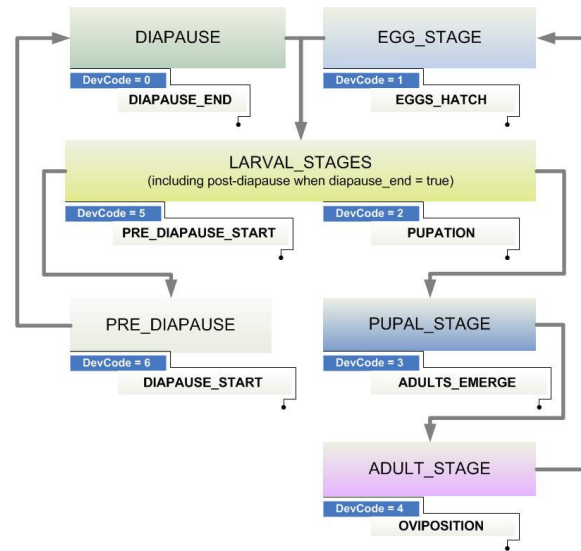 DIAPAUSE
EGG_STAGE
DevCode = 0
DevCode = 1
DIAPAUSE_END
EGGS_HATCH
LARVAL_STAGES
(including post-diapause when diapause_end = true)
DevCode = 5
DevCode = 2
PRE_DIAPAUSE_START
PUPATION
PRE_DIAPAUSE
PUPAL_STAGE
DevCode = 6
DevCode = 3
DIAPAUSE_START
ADULTS_EMERGE
ADULT_STAGE
DevCode = 4
OVIPOSITION